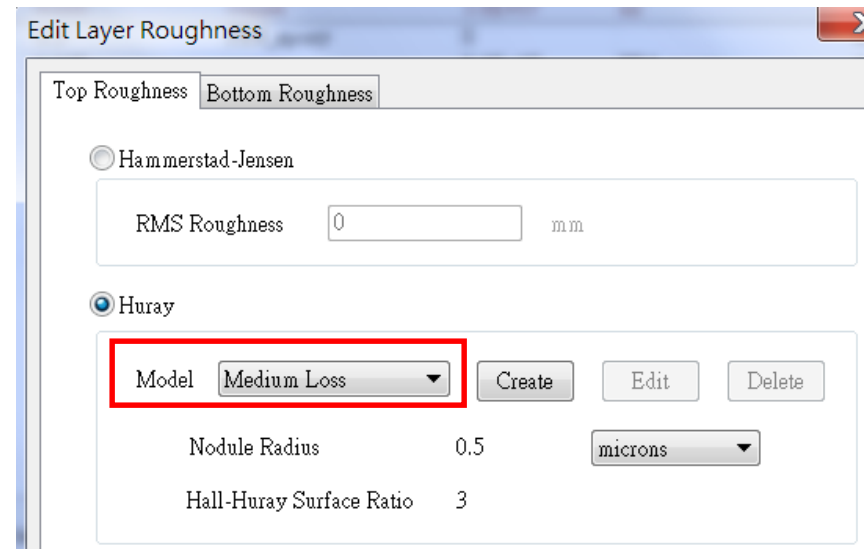 Edit Layer Roughness
Top Roughness Bottom Roughness
Hammerstad-Jensen
RMS Roughness 0 mm
Huray
Model Medium Loss Create Edit Delete
Nodule Radius 0.5 microns
Hall-Huray Surface Ratio 3